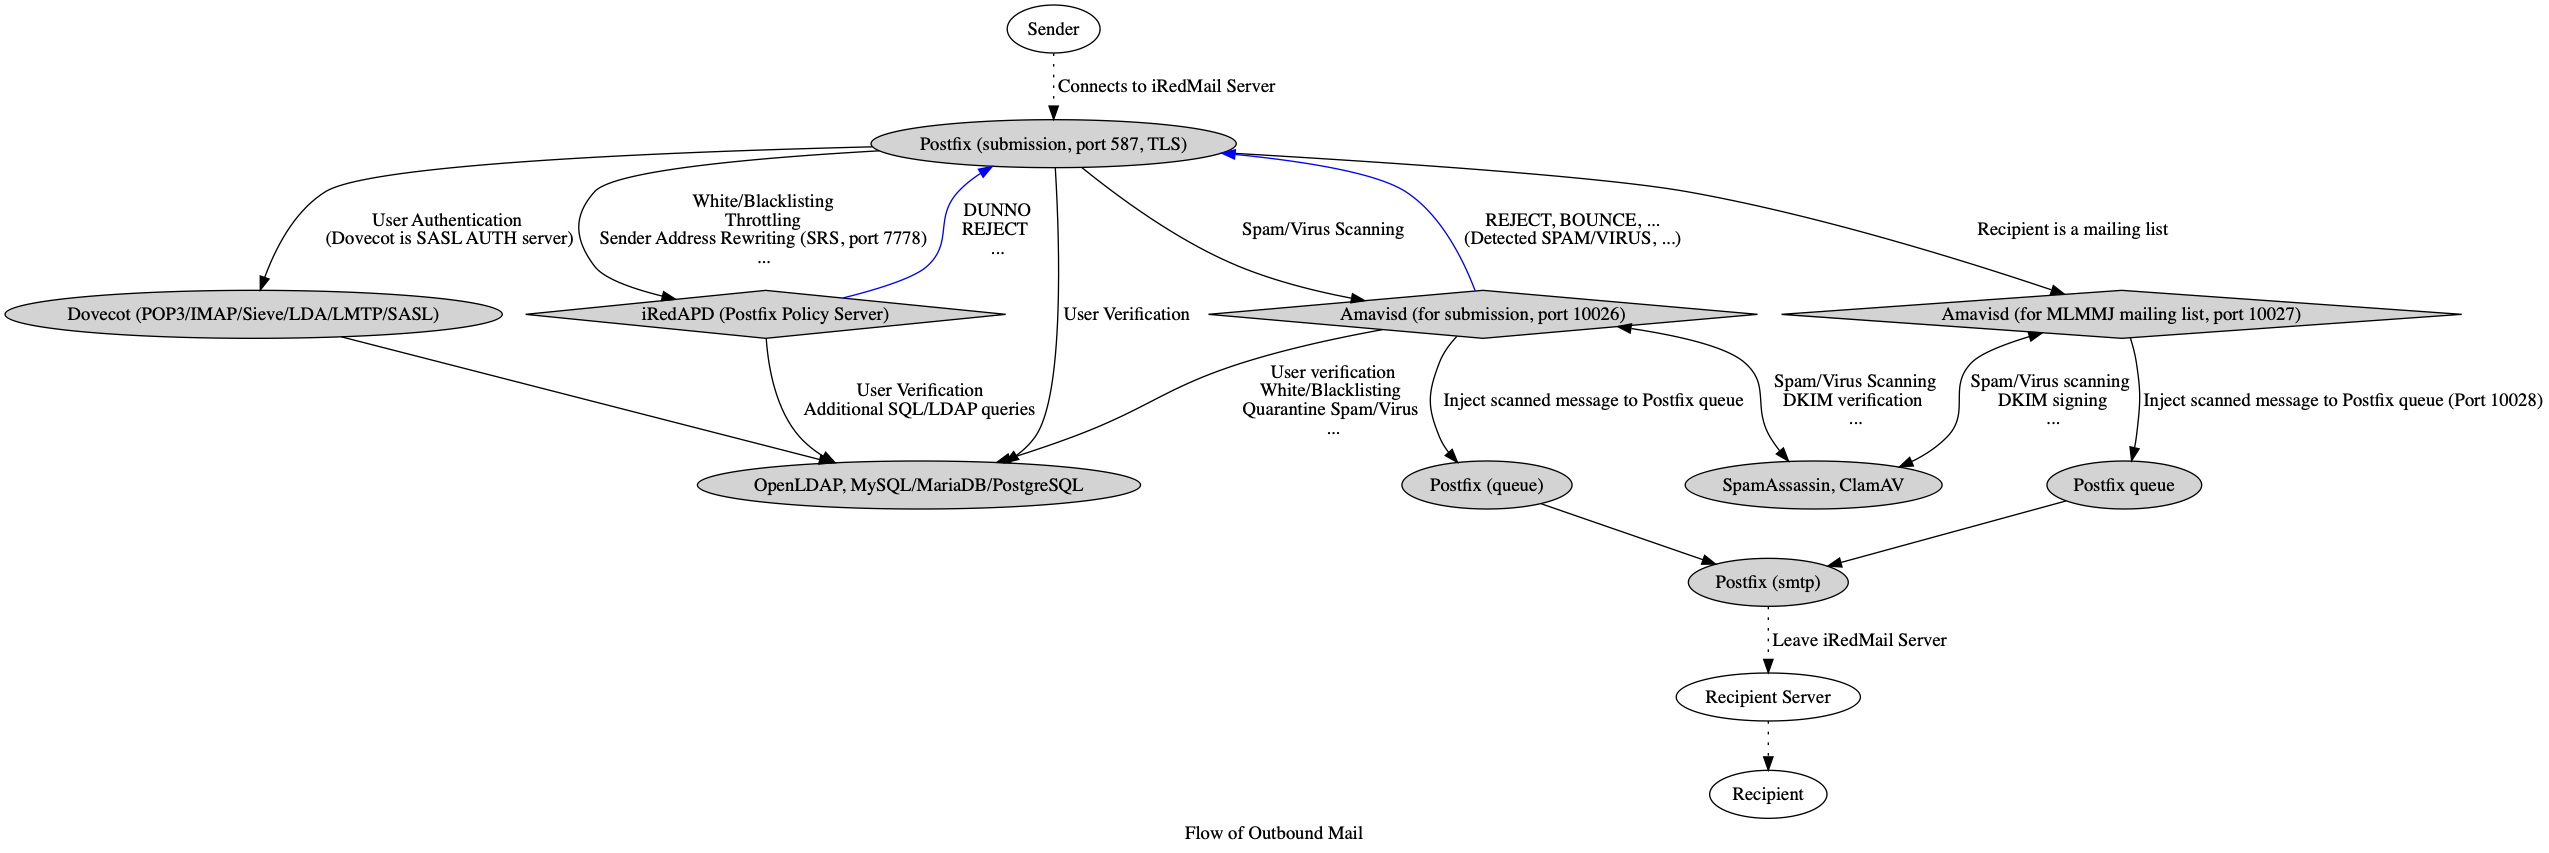 Sender
Connects to iRedMail Server
Postfix (submission, port 587, TLS)
User Authentication
(Dovecot is SASL AUTH server)
White/Blacklisting
Throttling
Sender Address Rewriting (SRS, port 7778)
...
DUNNO
REJECT
...
Spam/Virus Scanning
REJECT, BOUNCE, ...
(Detected SPAM/VIRUS, ...)
Recipient is a mailing list
Dovecot (POP3/IMAP/Sieve/LDA/LMTP/SASL)
iRedAPD (Postfix Policy Server)
User Verification
Amavisd (for submission, port 10026)
Amavisd (for MLMMJ mailing list, port 10027)
User Verification
Additional SQL/LDAP queries
User verification
White/Blacklisting
Quarantine Spam/Virus
...
Inject scanned message to Postfix queue
Spam/Virus Scanning
DKIM verification
...
Spam/Virus scanning
DKIM signing
...
Inject scanned message to Postfix queue (Port 10028)
OpenLDAP, MySQL/MariaDB/PostgreSQL
Postfix (queue)
SpamAssassin, ClamAV
Postfix queue
Postfix (smtp)
Leave iRedMail Server
Recipient Server
Recipient
Flow of Outbound Mail